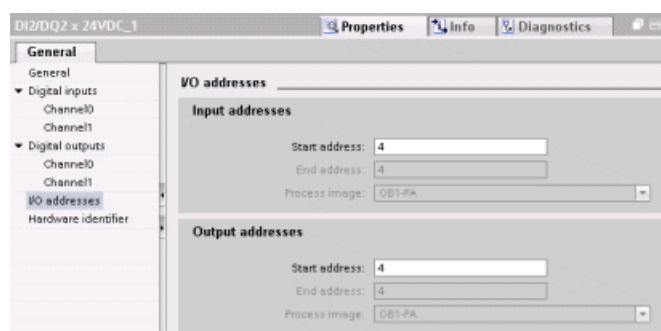 DI2/DQ2 x 24VDC_1
Properties
Info
Diagnostics
General
General
Digital inputs
Channel0
Channel1
Digital outputs
Channel0
Channel1
I/O addresses
Hardware identifier
I/O addresses
Input addresses
Start address: 4
End address: 4
Process image: OB1-PA
Output addresses
Start address: 4
End address: 4
Process image: OB1-PA